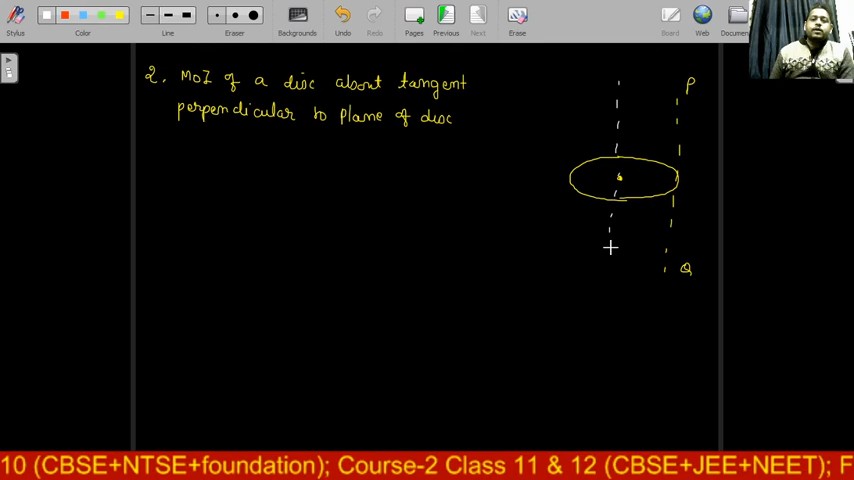 Stylus
Color
Line
Eraser
Backgrounds
Undo
Redo
Pages
Previous
Next
Erase
Board
Web
Documen
2. MOI of a disc about tangent
perpendicular to plane of disc
P
Q
10 (CBSE+NTSE+foundation); Course-2 Class 11 & 12 (CBSE+JEE+NEET); F